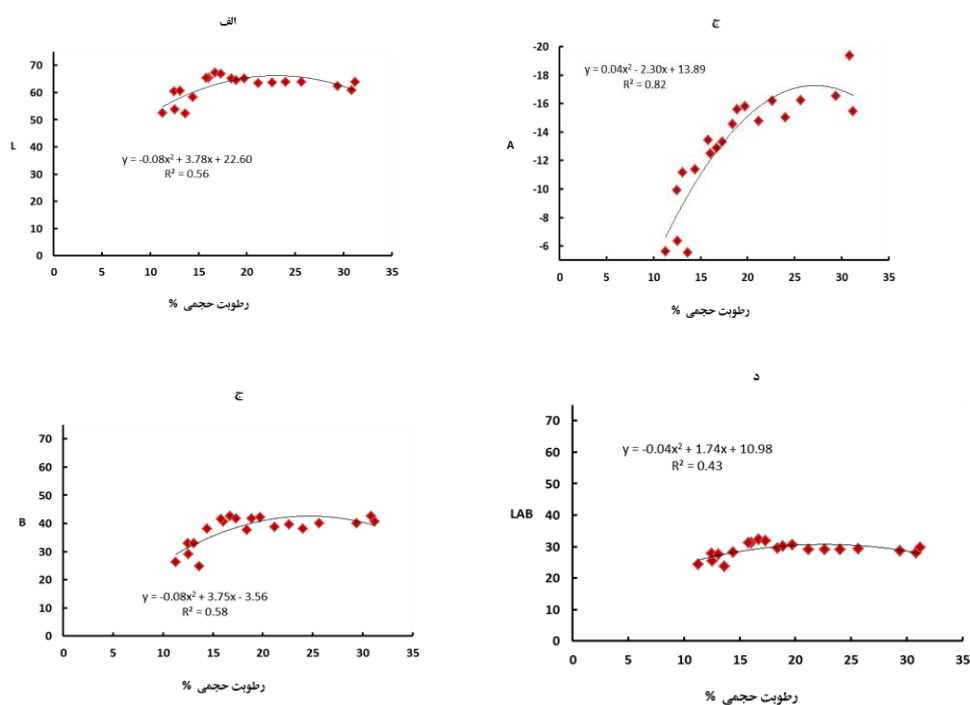 الف
70
60
50
40
30
20
10
0
L
y = -0.08x² + 3.78x + 22.60
R² = 0.56
0 5 10 15 20 25 30 35
رطوبت حجمی %
ج
-20
-18
-16
-14
-12
-10
-8
-6
A
y = 0.04x² - 2.30x + 13.89
R² = 0.82
0 5 10 15 20 25 30 35
رطوبت حجمی %
ج
70
60
50
40
30
20
10
0
B
y = -0.08x² + 3.75x - 3.56
R² = 0.58
0 5 10 15 20 25 30 35
رطوبت حجمی %
د
70
60
50
40
30
20
10
0
LAB
y = -0.04x² + 1.74x + 10.98
R² = 0.43
0 5 10 15 20 25 30 35
رطوبت حجمی %